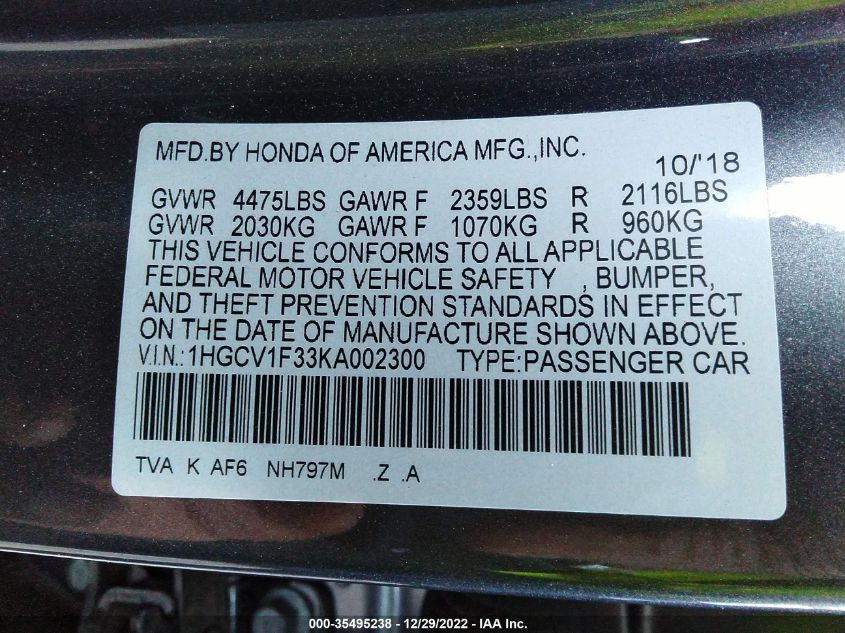 MFD.BY HONDA OF AMERICA MFG.,INC. 10/'18
GVWR 4475LBS GAWR F 2359LBS R 2116LBS
GVWR 2030KG GAWR F 1070KG R 960KG
THIS VEHICLE CONFORMS TO ALL APPLICABLE
FEDERAL MOTOR VEHICLE SAFETY , BUMPER,
AND THEFT PREVENTION STANDARDS IN EFFECT
ON THE DATE OF MANUFACTURE SHOWN ABOVE.
V.I.N.:1HGCV1F33KA002300 TYPE:PASSENGER CAR
TVA K AF6 NH797M .Z .A
000-35495238 - 12/29/2022 - IAA Inc.